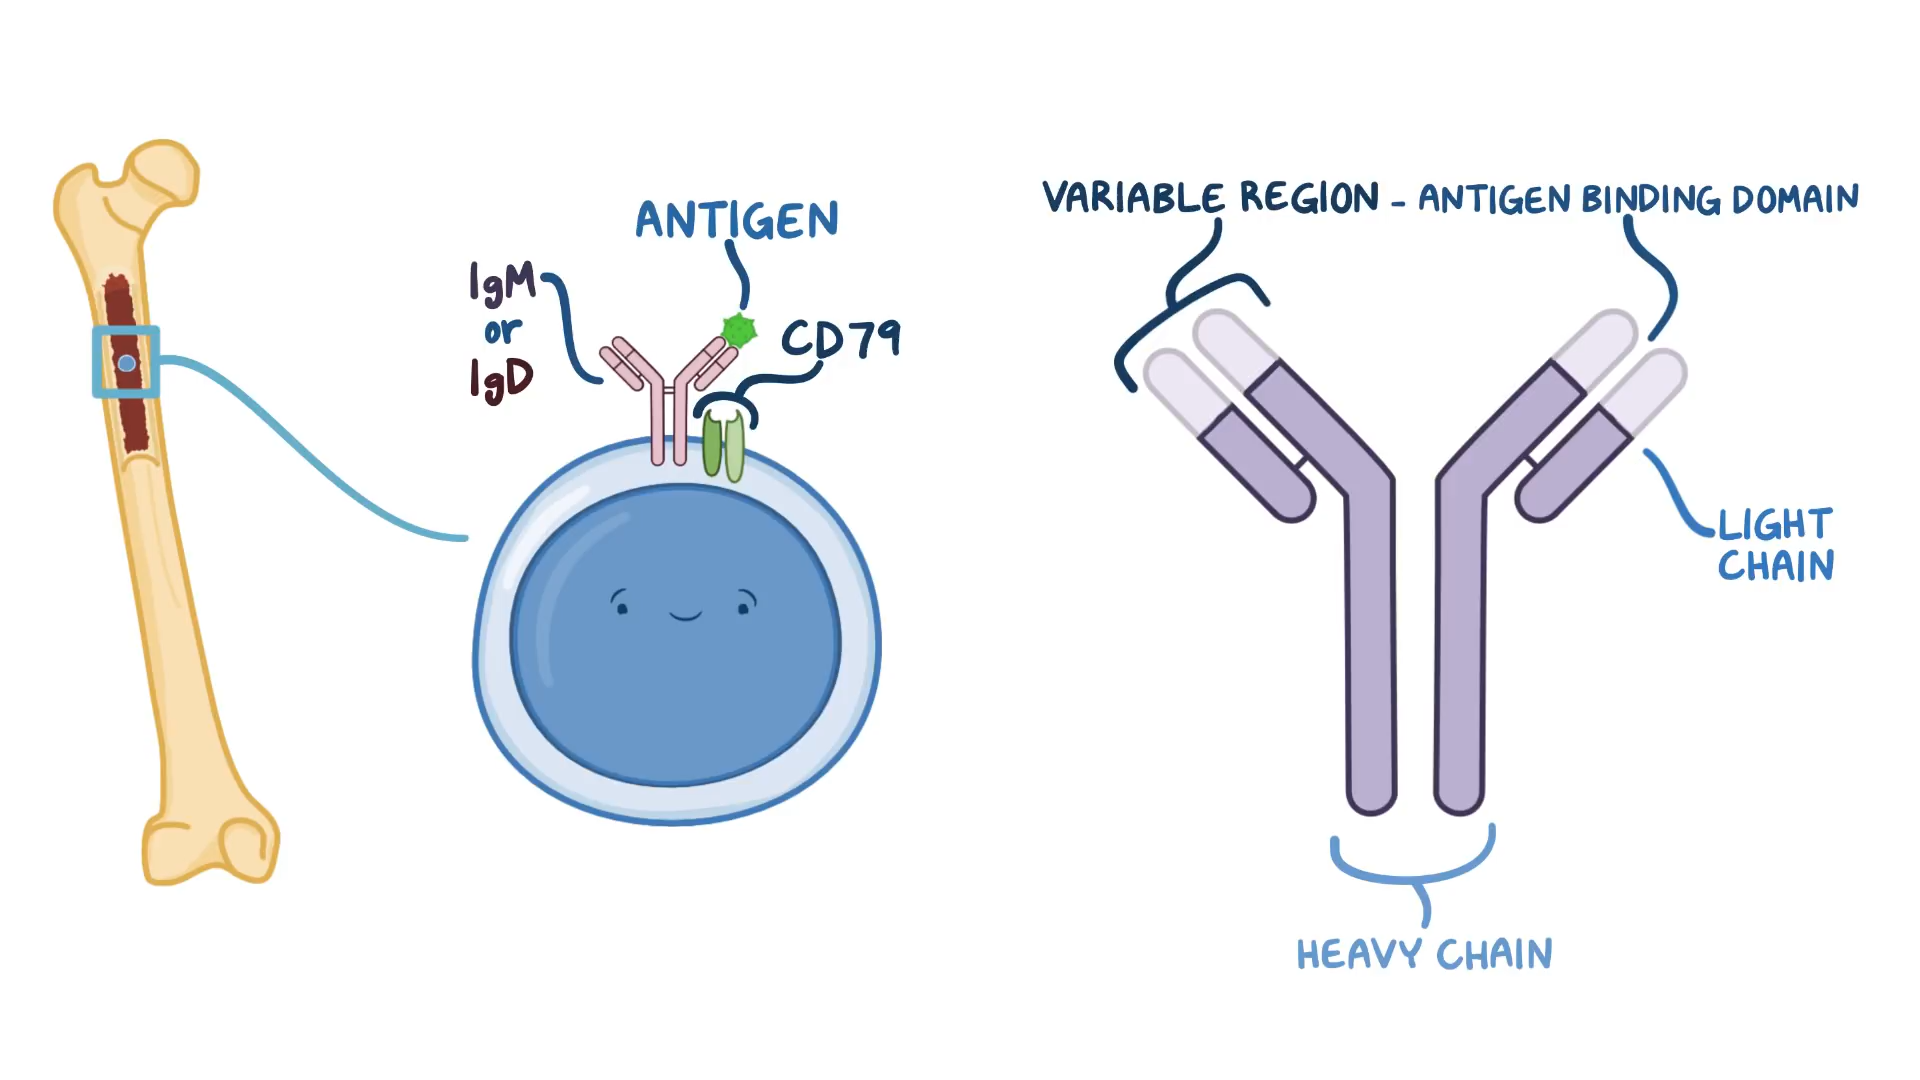 ANTIGEN
IgM
or
IgD
CD79
VARIABLE REGION - ANTIGEN BINDING DOMAIN
LIGHT
CHAIN
HEAVY CHAIN